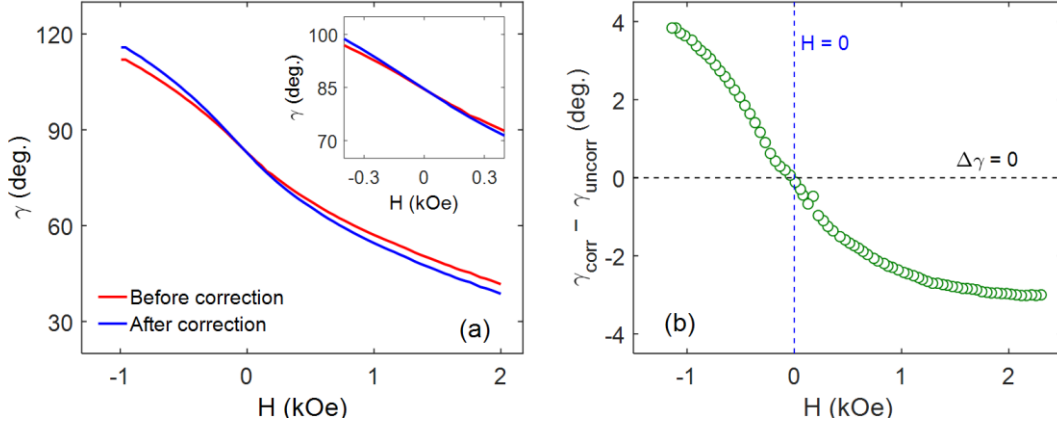 120
90
60
30
γ (deg.)
-1
0
1
2
H (kOe)
100
85
70
γ (deg.)
-0.3
0
0.3
H (kOe)
Before correction
After correction
(a)
4
2
0
-2
-4
γcorr − γuncorr (deg.)
H = 0
Δγ = 0
(b)
-1
0
1
2
H (kOe)